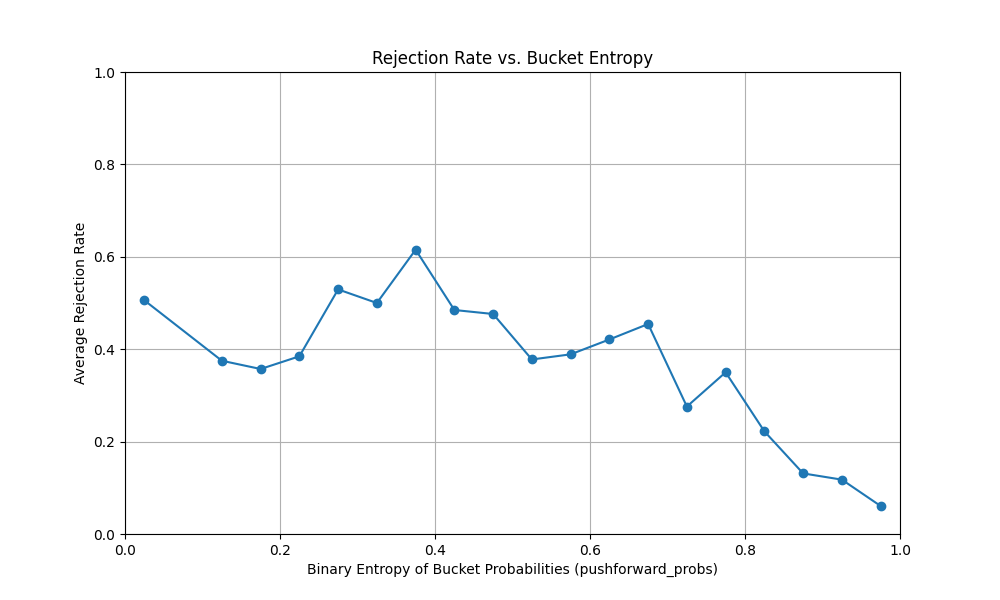 Rejection Rate vs. Bucket Entropy
1.0
0.8
0.6
0.4
0.2
0.0
Average Rejection Rate
0.0 0.2 0.4 0.6 0.8 1.0
Binary Entropy of Bucket Probabilities (pushforward_probs)